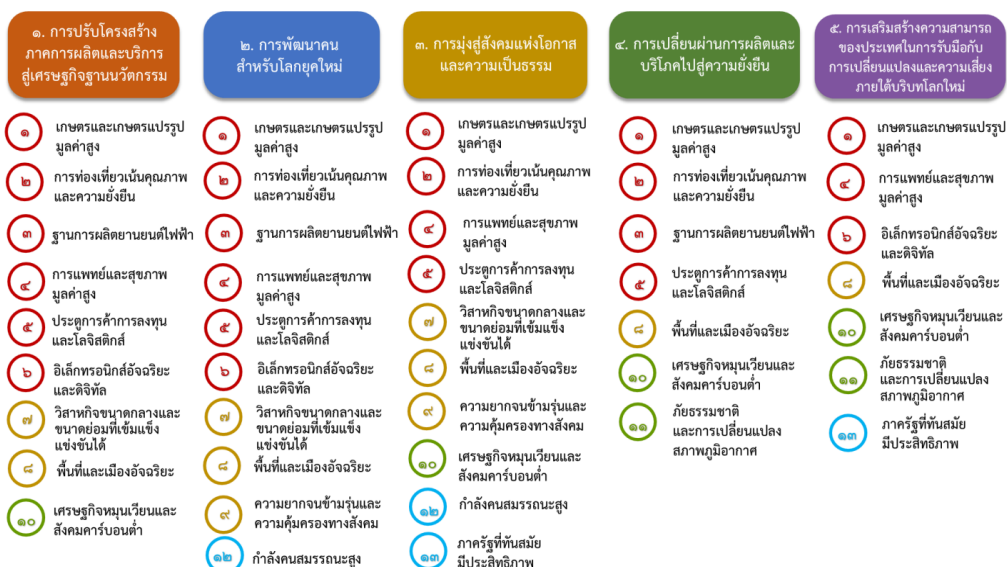 ๑. การปรับโครงสร้าง
ภาคการผลิตและบริการ
สู่เศรษฐกิจฐานนวัตกรรม
๑
เกษตรและเกษตรแปรรูป
มูลค่าสูง
๒
การท่องเที่ยวเน้นคุณภาพ
และความยั่งยืน
๓
ฐานการผลิตยานยนต์ไฟฟ้า
๔
การแพทย์และสุขภาพ
มูลค่าสูง
๕
ประตูการค้าการลงทุน
และโลจิสติกส์
๖
อิเล็กทรอนิกส์อัจฉริยะ
และดิจิทัล
๗
วิสาหกิจขนาดกลางและ
ขนาดย่อมที่เข้มแข็ง
แข่งขันได้
๘
พื้นที่และเมืองอัจฉริยะ
๑๐
เศรษฐกิจหมุนเวียนและ
สังคมคาร์บอนต่ำ
๒. การพัฒนาคน
สำหรับโลกยุคใหม่
๑
เกษตรและเกษตรแปรรูป
มูลค่าสูง
๒
การท่องเที่ยวเน้นคุณภาพ
และความยั่งยืน
๓
ฐานการผลิตยานยนต์ไฟฟ้า
๔
การแพทย์และสุขภาพ
มูลค่าสูง
๕
ประตูการค้าการลงทุน
และโลจิสติกส์
๖
อิเล็กทรอนิกส์อัจฉริยะ
และดิจิทัล
๗
วิสาหกิจขนาดกลางและ
ขนาดย่อมที่เข้มแข็ง
แข่งขันได้
๘
พื้นที่และเมืองอัจฉริยะ
๙
ความยากจนข้ามรุ่นและ
ความคุ้มครองทางสังคม
๑๒
กำลังคนสมรรถนะสูง
๓. การมุ่งสู่สังคมแห่งโอกาส
และความเป็นธรรม
๑
เกษตรและเกษตรแปรรูป
มูลค่าสูง
๒
การท่องเที่ยวเน้นคุณภาพ
และความยั่งยืน
๔
การแพทย์และสุขภาพ
มูลค่าสูง
๕
ประตูการค้าการลงทุน
และโลจิสติกส์
๗
วิสาหกิจขนาดกลางและ
ขนาดย่อมที่เข้มแข็ง
แข่งขันได้
๘
พื้นที่และเมืองอัจฉริยะ
๙
ความยากจนข้ามรุ่นและ
ความคุ้มครองทางสังคม
๑๐
เศรษฐกิจหมุนเวียนและ
สังคมคาร์บอนต่ำ
๑๒
กำลังคนสมรรถนะสูง
๑๓
ภาครัฐที่ทันสมัย
มีประสิทธิภาพ
๔. การเปลี่ยนผ่านการผลิตและ
บริโภคไปสู่ความยั่งยืน
๑
เกษตรและเกษตรแปรรูป
มูลค่าสูง
๒
การท่องเที่ยวเน้นคุณภาพ
และความยั่งยืน
๓
ฐานการผลิตยานยนต์ไฟฟ้า
๕
ประตูการค้าการลงทุน
และโลจิสติกส์
๘
พื้นที่และเมืองอัจฉริยะ
๑๐
เศรษฐกิจหมุนเวียนและ
สังคมคาร์บอนต่ำ
๑๑
ภัยธรรมชาติ
และการเปลี่ยนแปลง
สภาพภูมิอากาศ
๕. การเสริมสร้างความสามารถ
ของประเทศในการรับมือกับ
การเปลี่ยนแปลงและความเสี่ยง
ภายใต้บริบทโลกใหม่
๑
เกษตรและเกษตรแปรรูป
มูลค่าสูง
๔
การแพทย์และสุขภาพ
มูลค่าสูง
๖
อิเล็กทรอนิกส์อัจฉริยะ
และดิจิทัล
๘
พื้นที่และเมืองอัจฉริยะ
๑๐
เศรษฐกิจหมุนเวียนและ
สังคมคาร์บอนต่ำ
๑๑
ภัยธรรมชาติ
และการเปลี่ยนแปลง
สภาพภูมิอากาศ
๑๓
ภาครัฐที่ทันสมัย
มีประสิทธิภาพ